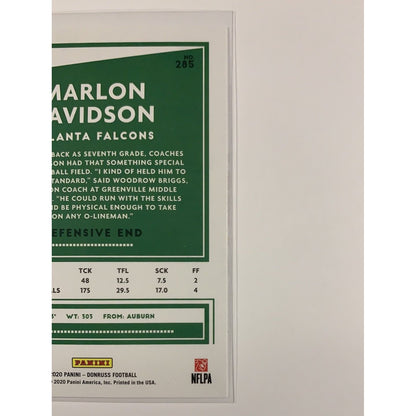 NO.
285
MARLON
AVIDSON
LANTA FALCONS
BACK AS SEVENTH GRADE, COACHES
SON HAD THAT SOMETHING SPECIAL
BALL FIELD. "I KIND OF HELD HIM TO
STANDARD," SAID WOODROW BRIGGS,
ON COACH AT GREENVILLE MIDDLE
. "HE COULD RUN WITH THE SKILLS
ND BE PHYSICAL ENOUGH TO TAKE
ON ANY O-LINEMAN."
EFENSIVE END
TCK TFL SFC FF
48 12.5 7.5 2
ALS 175 29.5 17.0 4
3" WT: 303 FROM: AUBURN
PANINI
2020 PANINI – DONRUSS FOOTBALL
© 2020 Panini America, Inc. Printed in the USA.
NFLPA